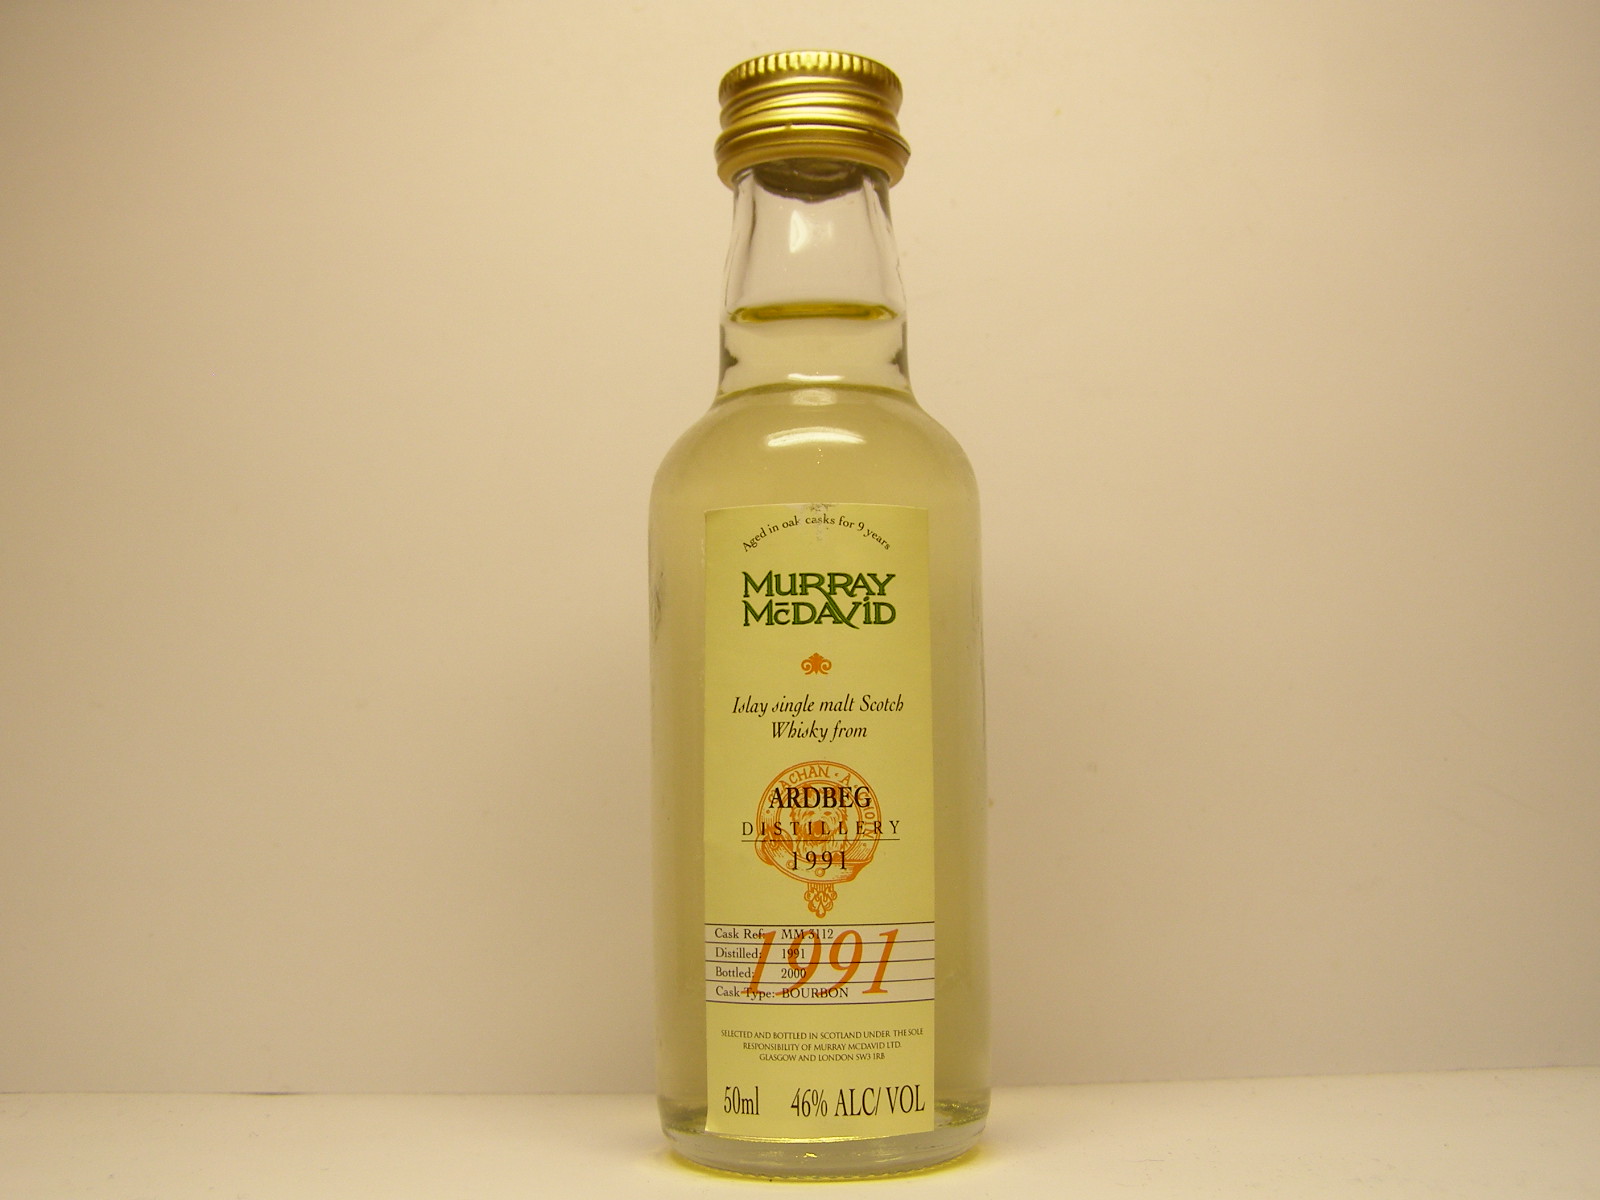 Aged in oak casks for 9 years
MURRAY
McDAVID
Islay single malt Scotch
Whisky from
ARDBEG
DISTILLERY
1991
Cask Ref: MM 3112
Distilled: 1991
Bottled: 2000
Cask Type: BOURBON
1991
SELECTED AND BOTTLED IN SCOTLAND UNDER THE SOLE
RESPONSIBILITY OF MURRAY MCDAVID LTD.
GLASGOW AND LONDON SW3 1RB
50ml 46% ALC/VOL